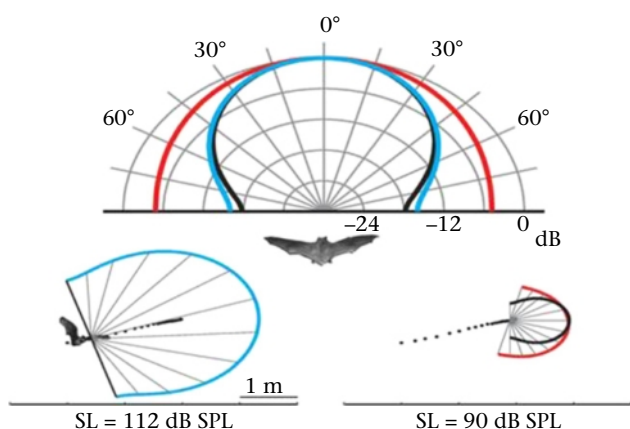 0°
30° 30°
60° 60°
−24 −12 0
dB
1 m
SL = 112 dB SPL SL = 90 dB SPL